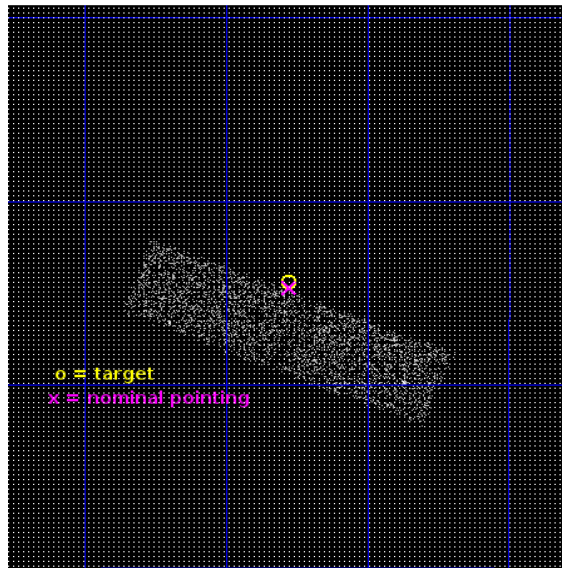 o = target
x = nominal pointing